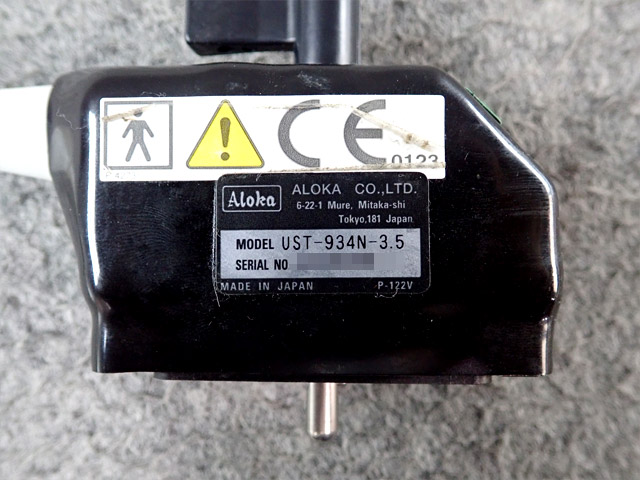 CE
0123
Aloka ALOKA CO.,LTD.
6-22-1 Mure, Mitaka-shi
Tokyo,181 Japan
MODEL UST-934N-3.5
SERIAL NO
MADE IN JAPAN P-122V